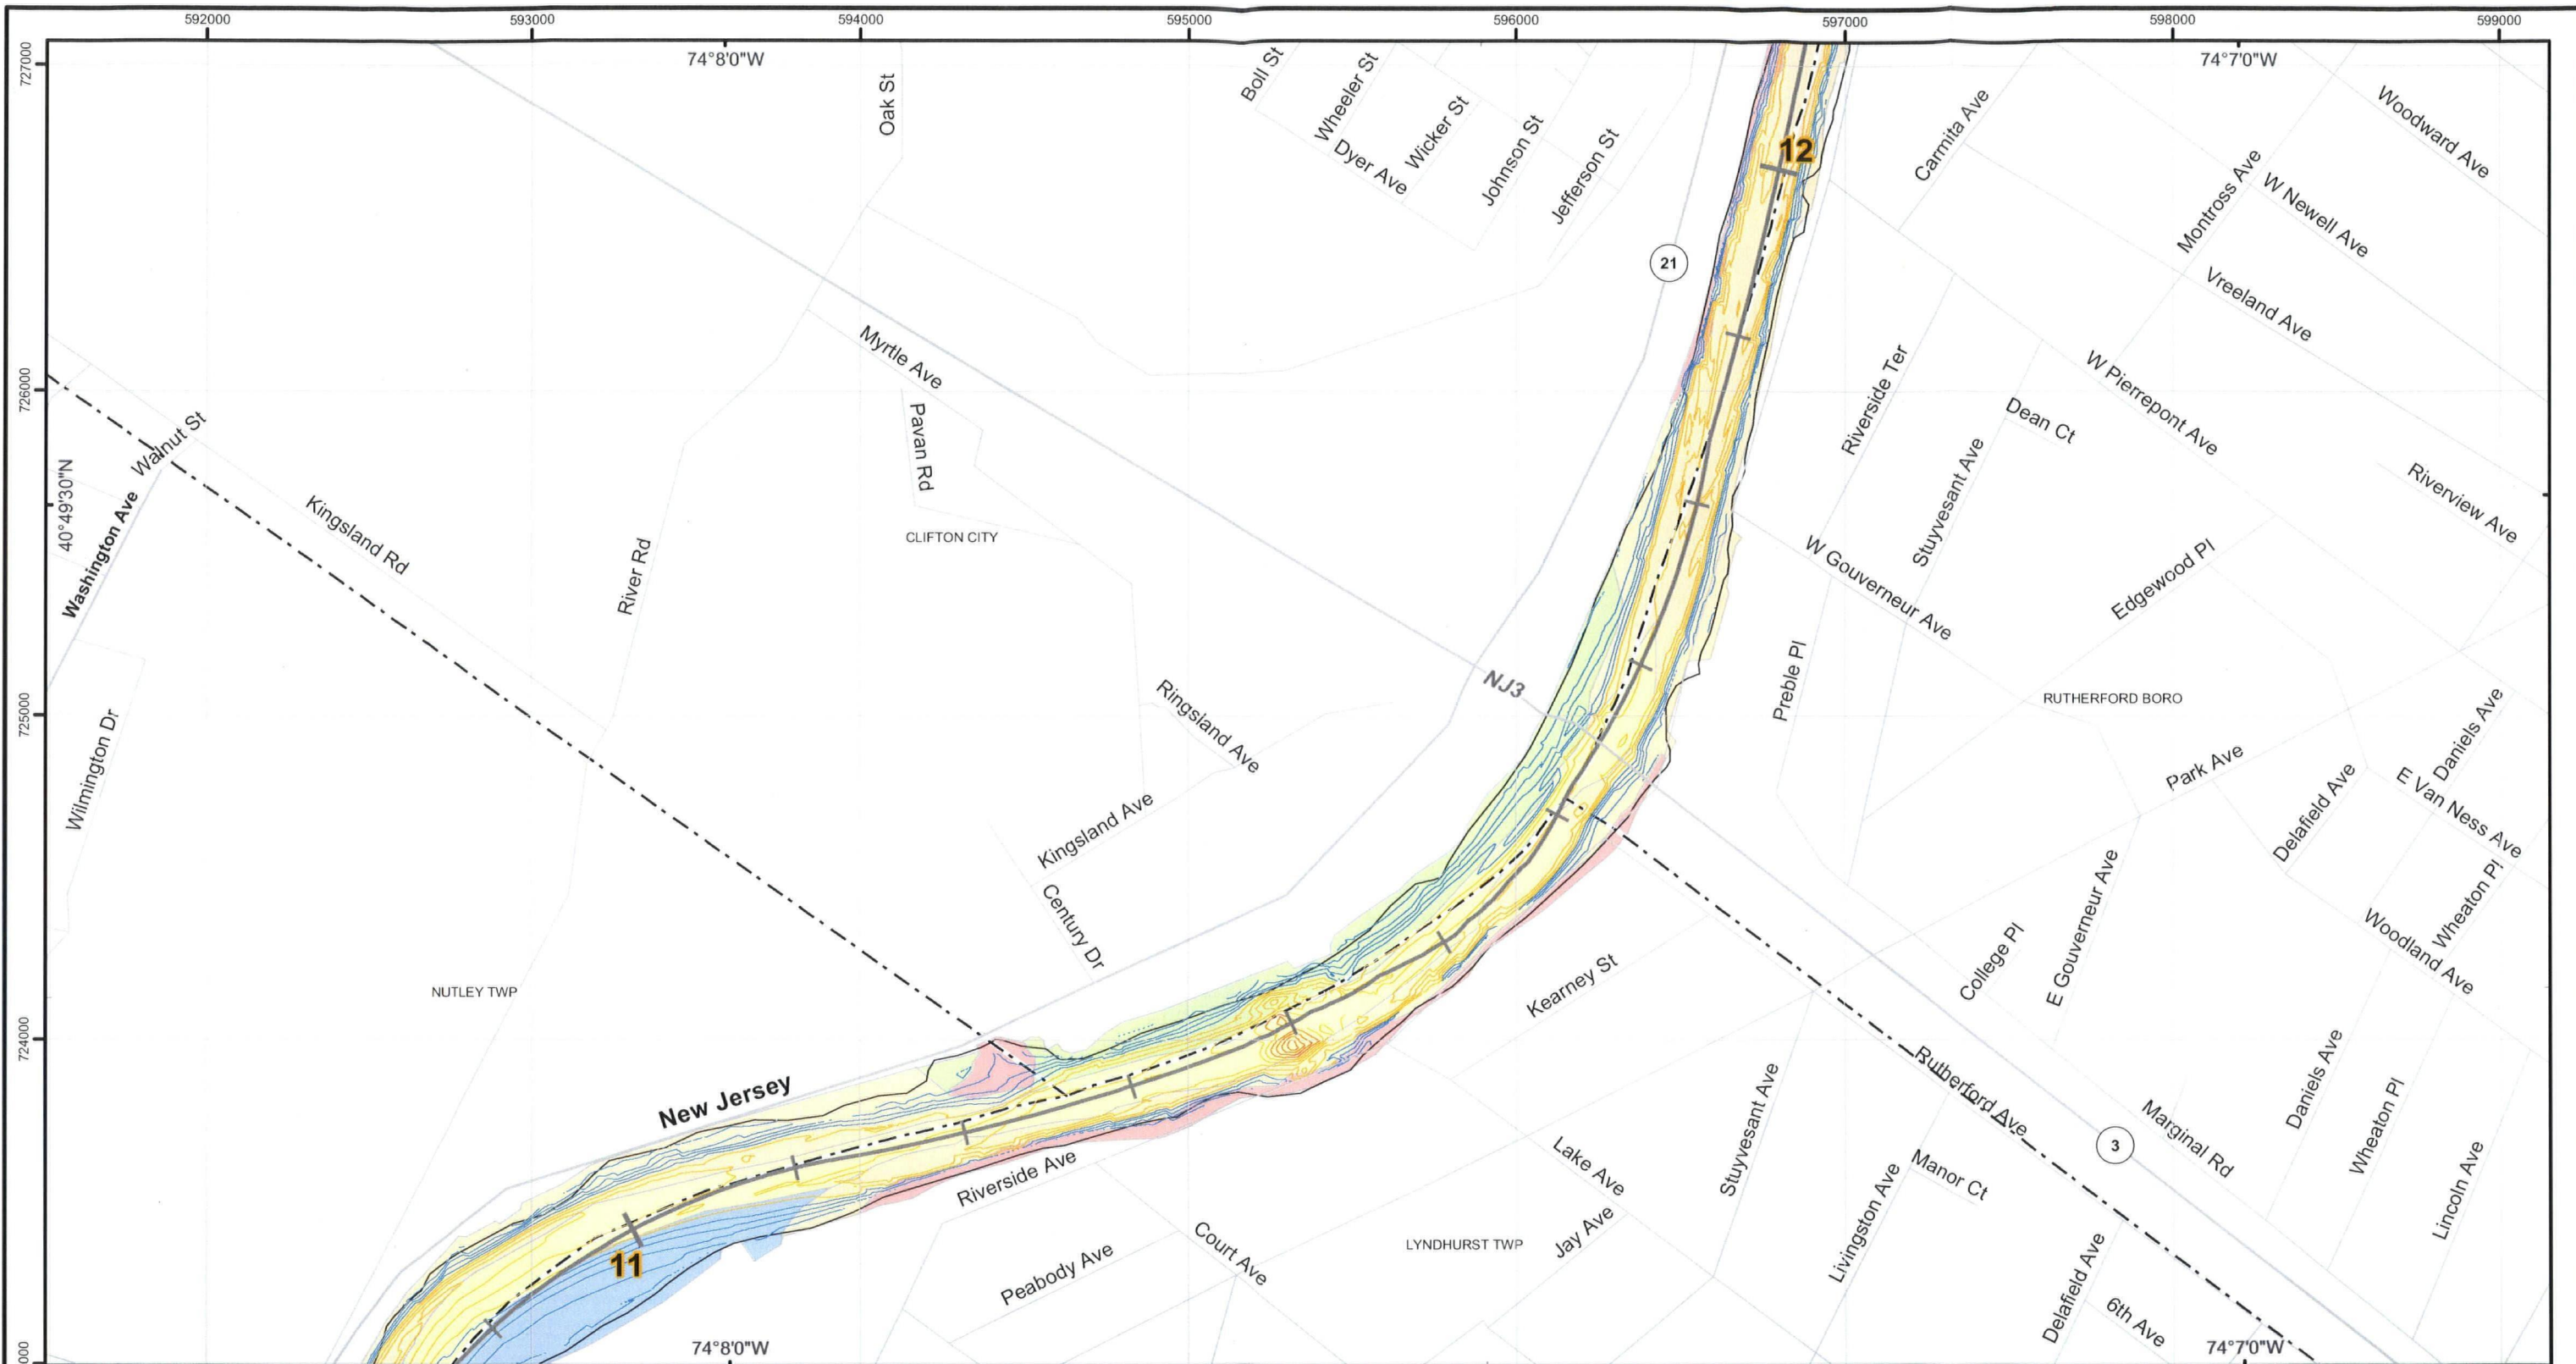 592000
593000
594000
595000
596000
597000
598000
599000
74°8'0"W
74°7'0"W
727000
Oak St
Boll St
Wheeler St
Dyer Ave
Wicker St
Johnson St
Jefferson St
12
Carmita Ave
Woodward Ave
Montross Ave
W Newell Ave
21
Vreeland Ave
726000
Myrtle Ave
Riverside Ter
W Pierrepont Ave
Dean Ct
Walnut St
Pavan Rd
40°49'30"N
Washington Ave
Kingsland Rd
River Rd
CLIFTON CITY
Stuyvesant Ave
Riverview Ave
W Gouverneur Ave
Edgewood Pl
725000
NJ3
Preble Pl
RUTHERFORD BORO
Daniels Ave
Wilmington Dr
Ringsland Ave
Park Ave
Delafield Ave
E Van Ness Ave
Kingsland Ave
Century Dr
E Gouverneur Ave
Wheaton Pl
Woodland Ave
College Pl
Kearney St
NUTLEY TWP
724000
New Jersey
Rutherford Ave
Daniels Ave
Marginal Rd
Wheaton Pl
3
Riverside Ave
Lake Ave
Stuyvesant Ave
Manor Ct
Lincoln Ave
Livingston Ave
Jay Ave
11
Court Ave
LYNDHURST TWP
Peabody Ave
Delafield Ave
6th Ave
000
74°8'0"W
74°7'0"W